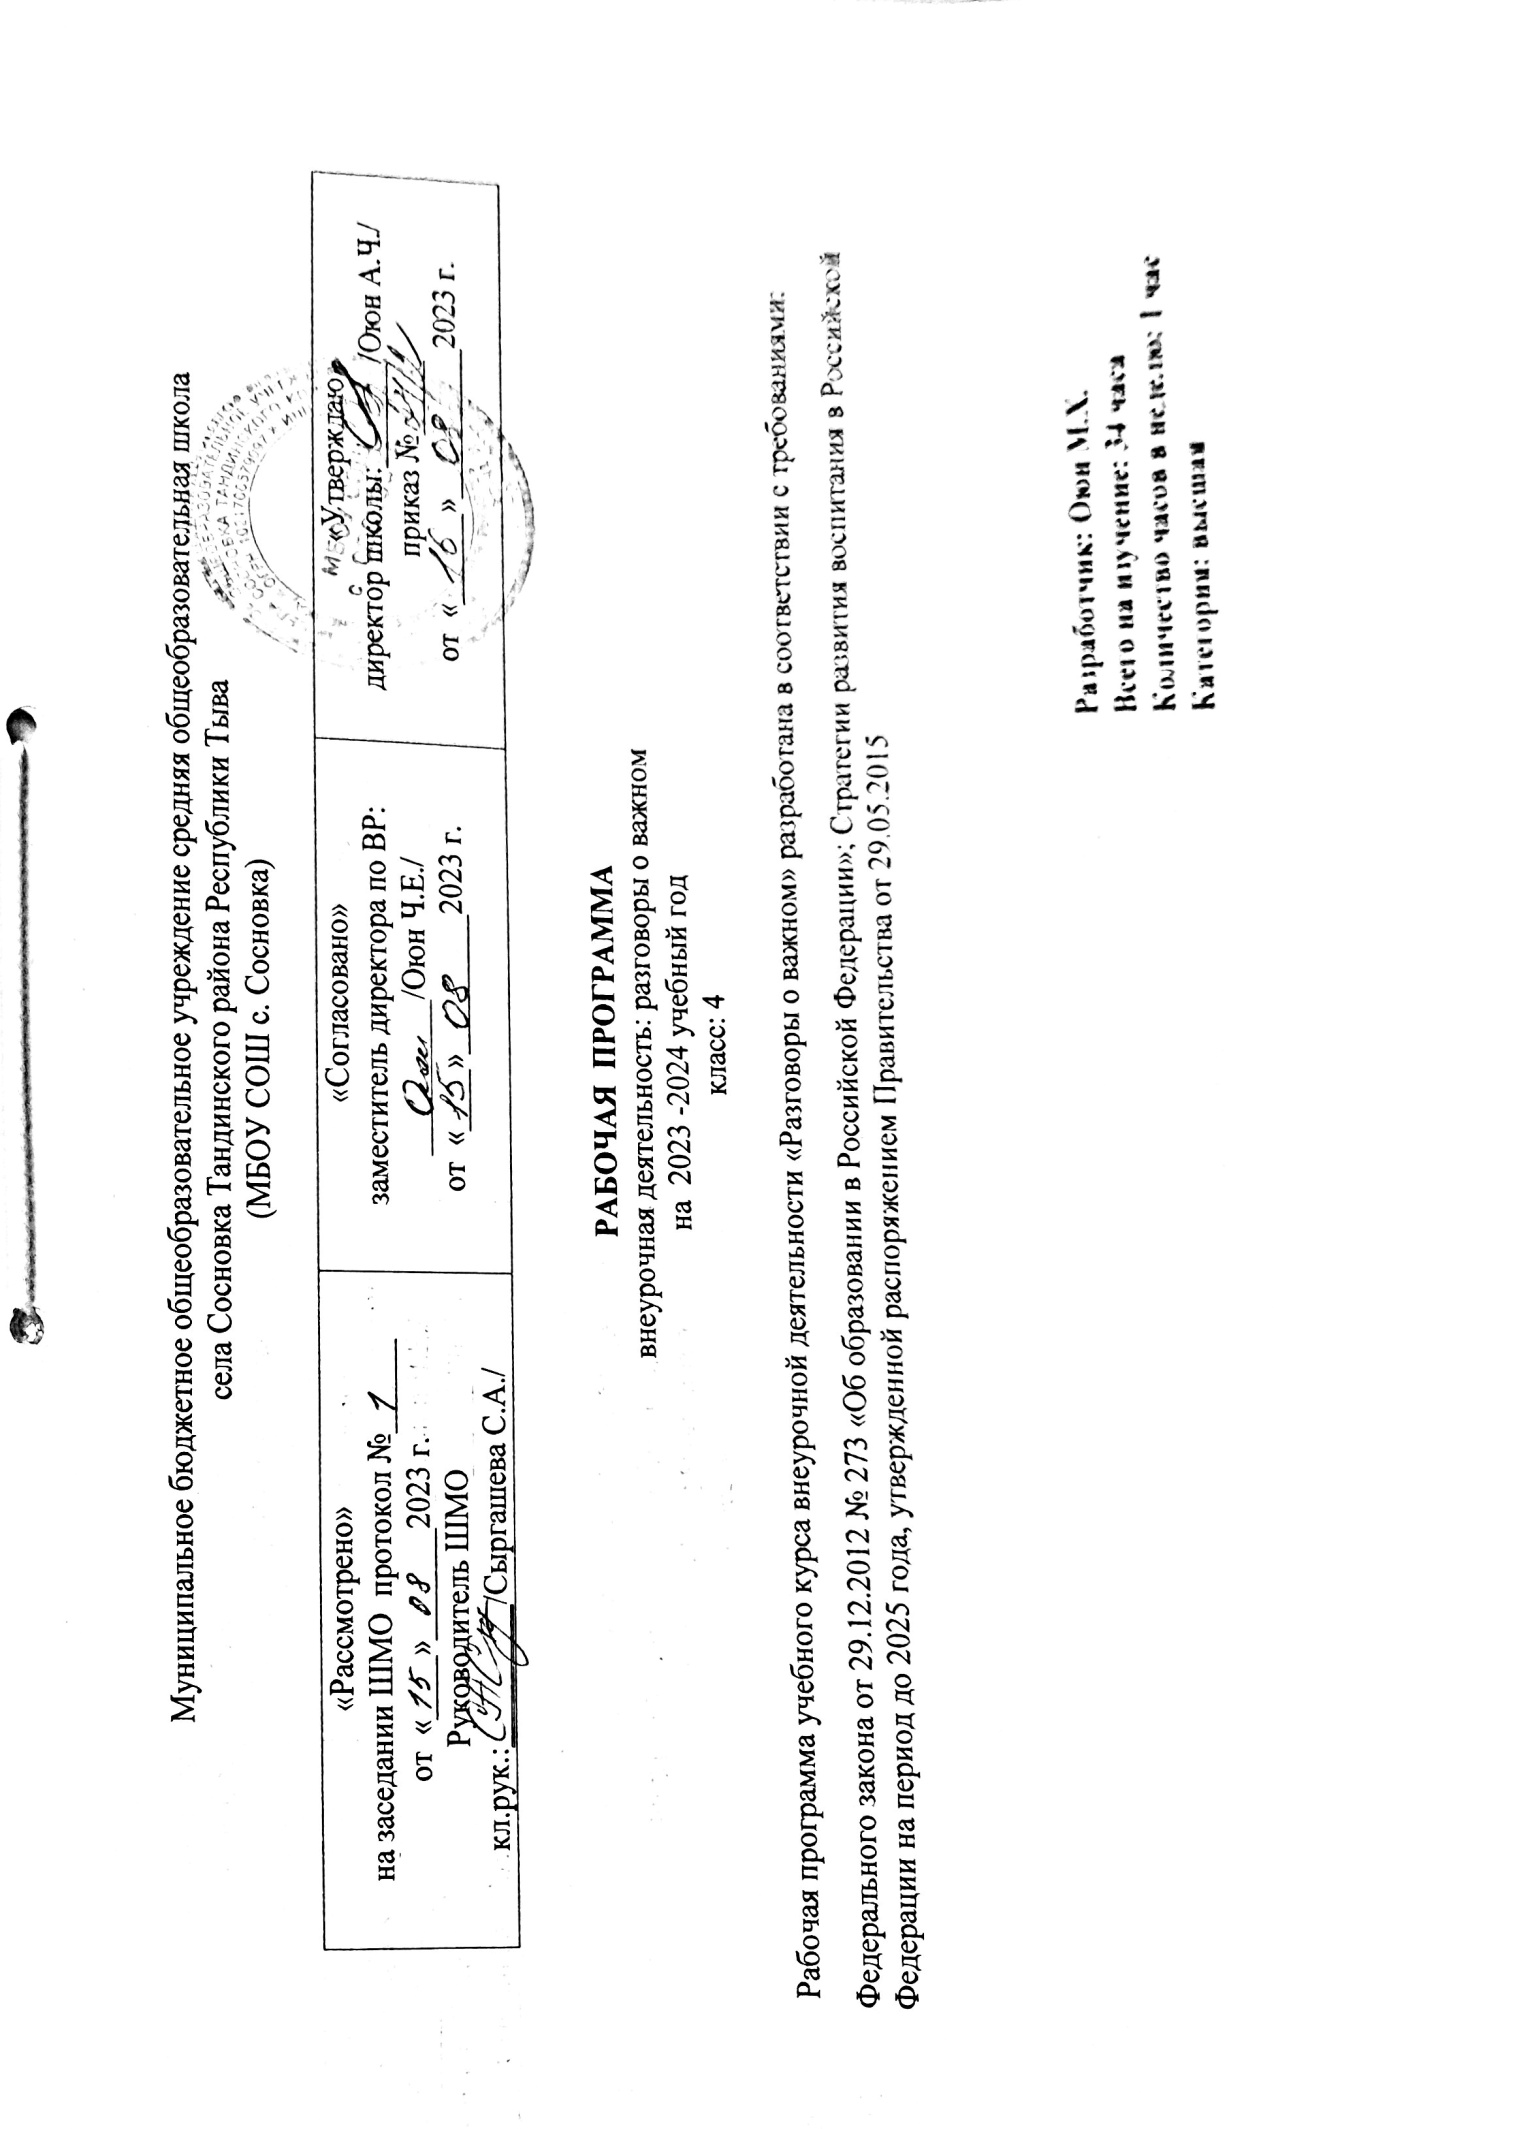 Муниципальное бюджетное общеобразовательное учреждение средняя общеобразовательная школа
села Сосновка Тандинского района Республики Тыва
(МБОУ СОШ с. Сосновка)
«Рассмотрено»
на заседании ШМО протокол № 1
от «15» 08 2023 г.
Руководитель ШМО
кл.рук.: /Сыргашева С.А./
«Согласовано»
заместитель директора по ВР:
/Оюн Ч.Е./
от «15» 08 2023 г.
«Утверждаю»
директор школы: /Оюн А.Ч./
приказ №
от «16» 08 2023 г.
РАБОЧАЯ ПРОГРАММА
внеурочная деятельность: разговоры о важном
на 2023 -2024 учебный год
класс: 4
Рабочая программа учебного курса внеурочной деятельности «Разговоры о важном» разработана в соответствии с требованиями:
Федерального закона от 29.12.2012 № 273 «Об образовании в Российской Федерации»; Стратегии развития воспитания в Российской
Федерации на период до 2025 года, утвержденной распоряжением Правительства от 29.05.2015
Разработчик: Оюн М.Х.
Всего на изучение: 34 часа
Количество часов в неделю: 1 час
Категория: высшая